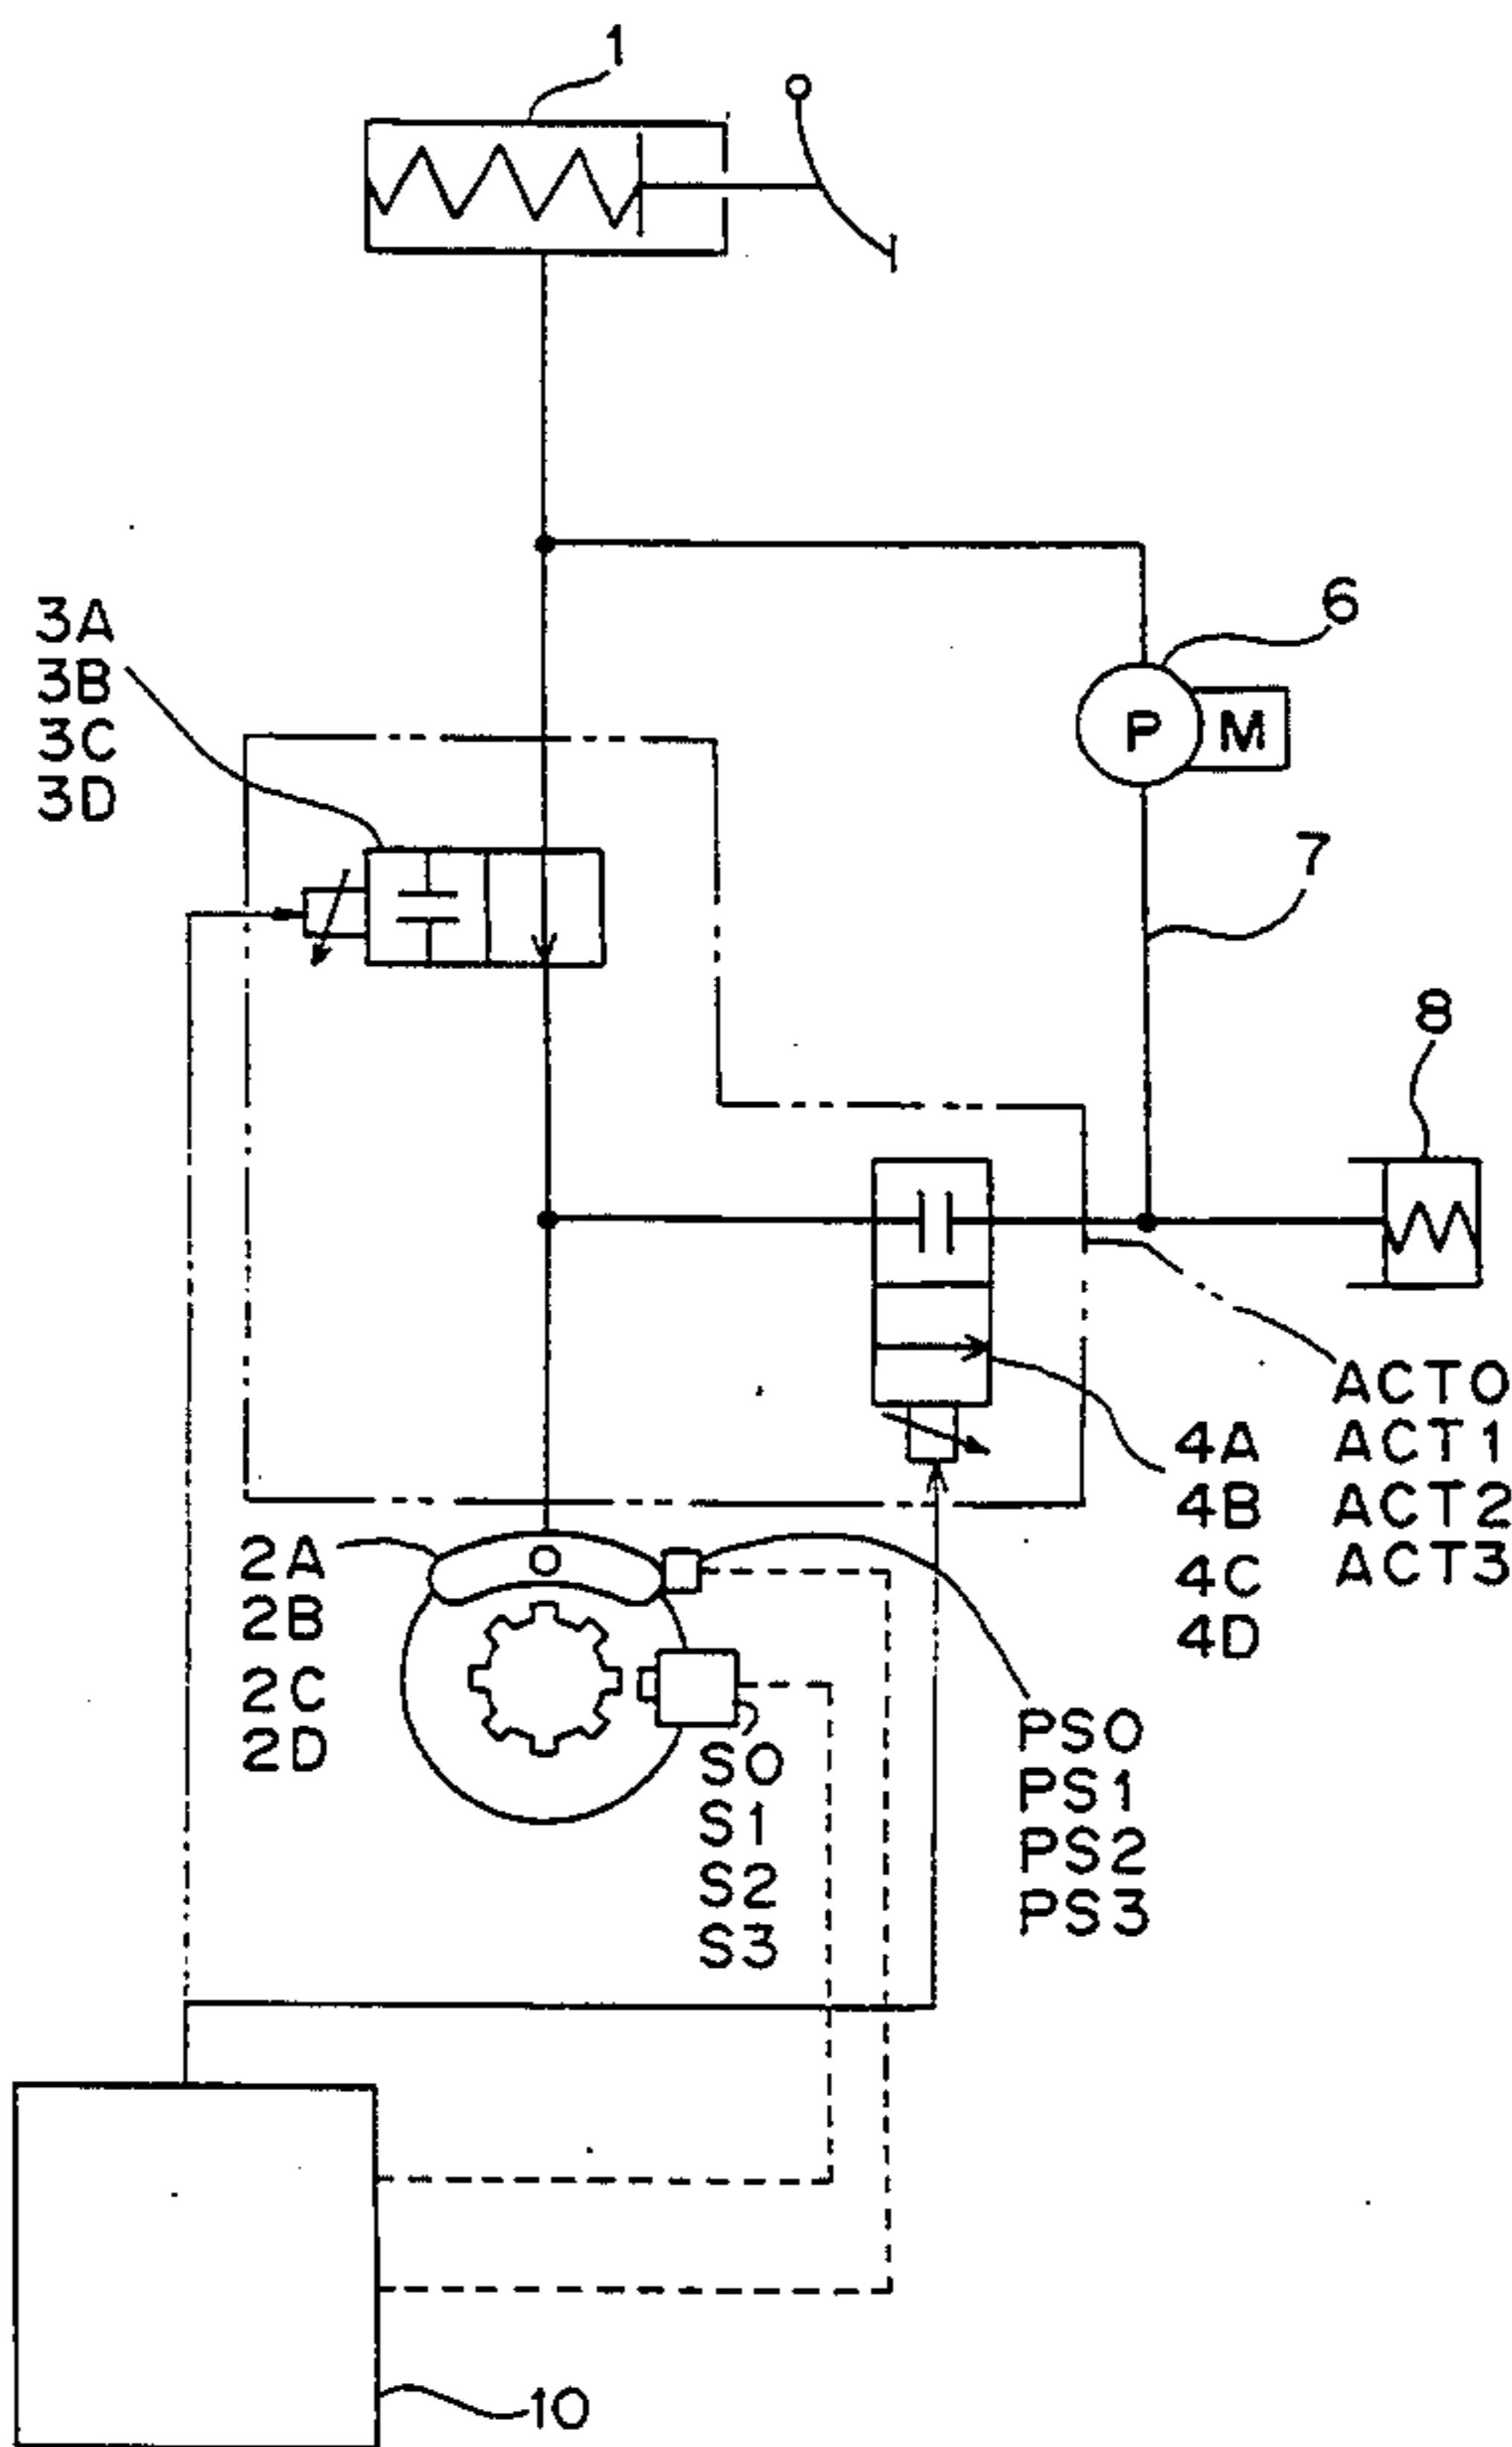 1
3A
3B
3C
3D
6
P M
7
8
ACT0
ACT1
ACT2
ACT3
4A
4B
4C
4D
2A
2B
2C
2D
S0
S1
S2
S3
PS0
PS1
PS2
PS3
10